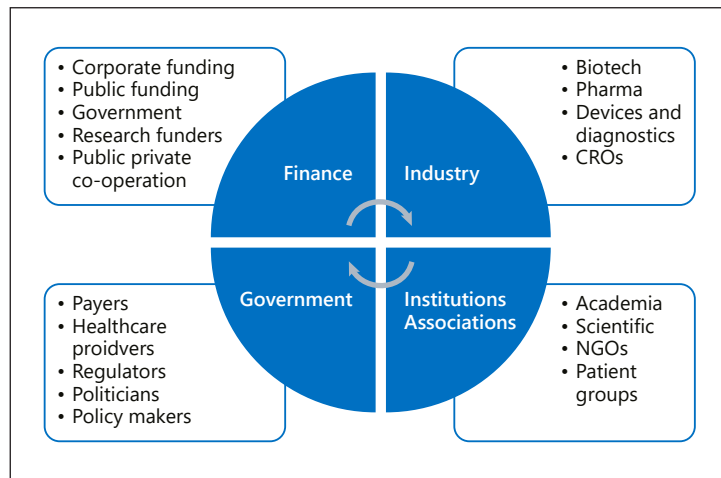 • Corporate funding
• Public funding
• Government
• Research funders
• Public private
co-operation
• Biotech
• Pharma
• Devices and
diagnostics
• CROs
Finance
Industry
Government
Institutions
Associations
• Payers
• Healthcare
proidvers
• Regulators
• Politicians
• Policy makers
• Academia
• Scientific
• NGOs
• Patient
groups